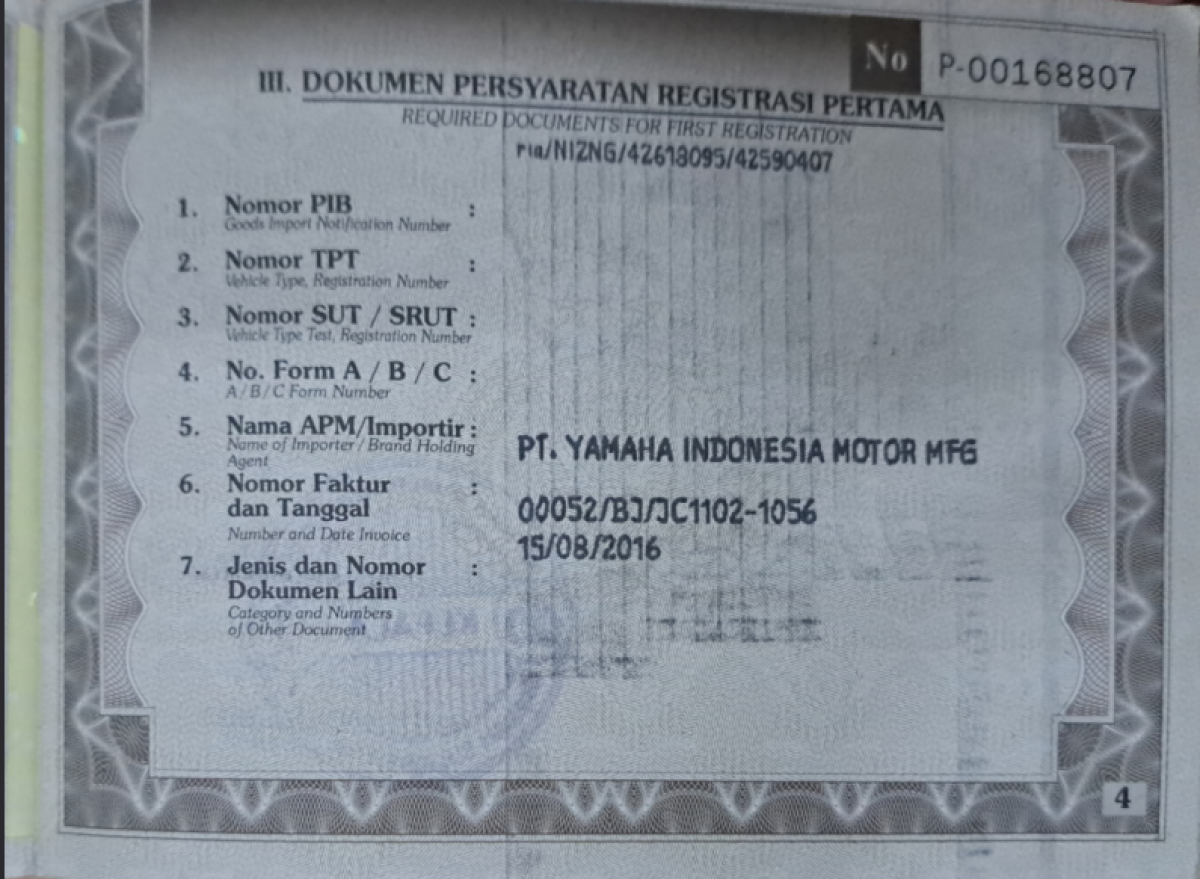 No P-00168807
III. DOKUMEN PERSYARATAN REGISTRASI PERTAMA
REQUIRED DOCUMENTS FOR FIRST REGISTRATION
/NIZNG/42618095/42590407
1. Nomor PIB :
Goods Import Notification Number
2. Nomor TPT :
Vehicle Type, Registration Number
3. Nomor SUT / SRUT :
Vehicle Type Test, Registration Number
4. No. Form A / B / C :
A / B / C Form Number
5. Nama APM/Importir : PT. YAMAHA INDONESIA MOTOR MFG
Name of Importer / Brand Holding
Agent
6. Nomor Faktur : 00052/BJ/JC1102-1056
dan Tanggal
Number and Date Invoice 15/08/2016
7. Jenis dan Nomor :
Dokumen Lain
Category and Numbers
of Other Document
4